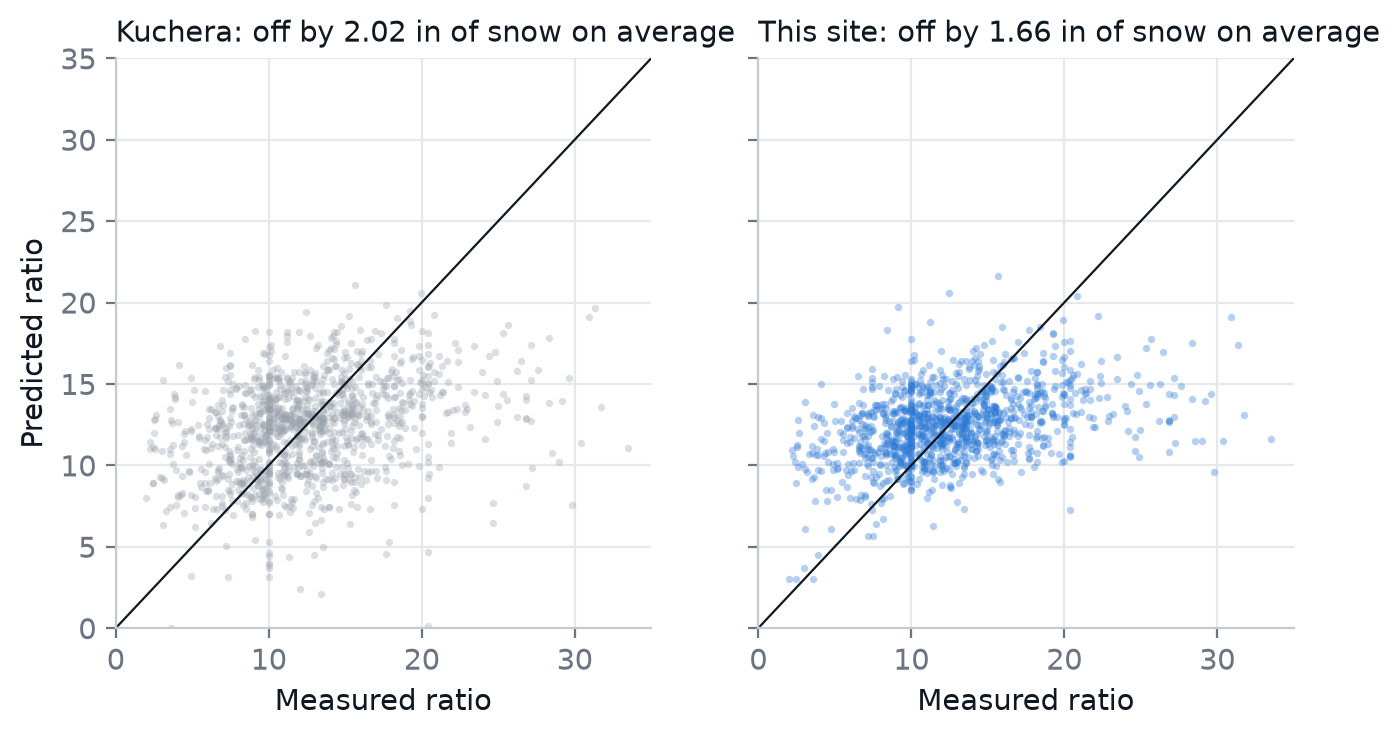 Kuchera: off by 2.02 in of snow on average
This site: off by 1.66 in of snow on average
35
30
25
20
15
10
5
0
Predicted ratio
0 10 20 30
0 10 20 30
Measured ratio
Measured ratio